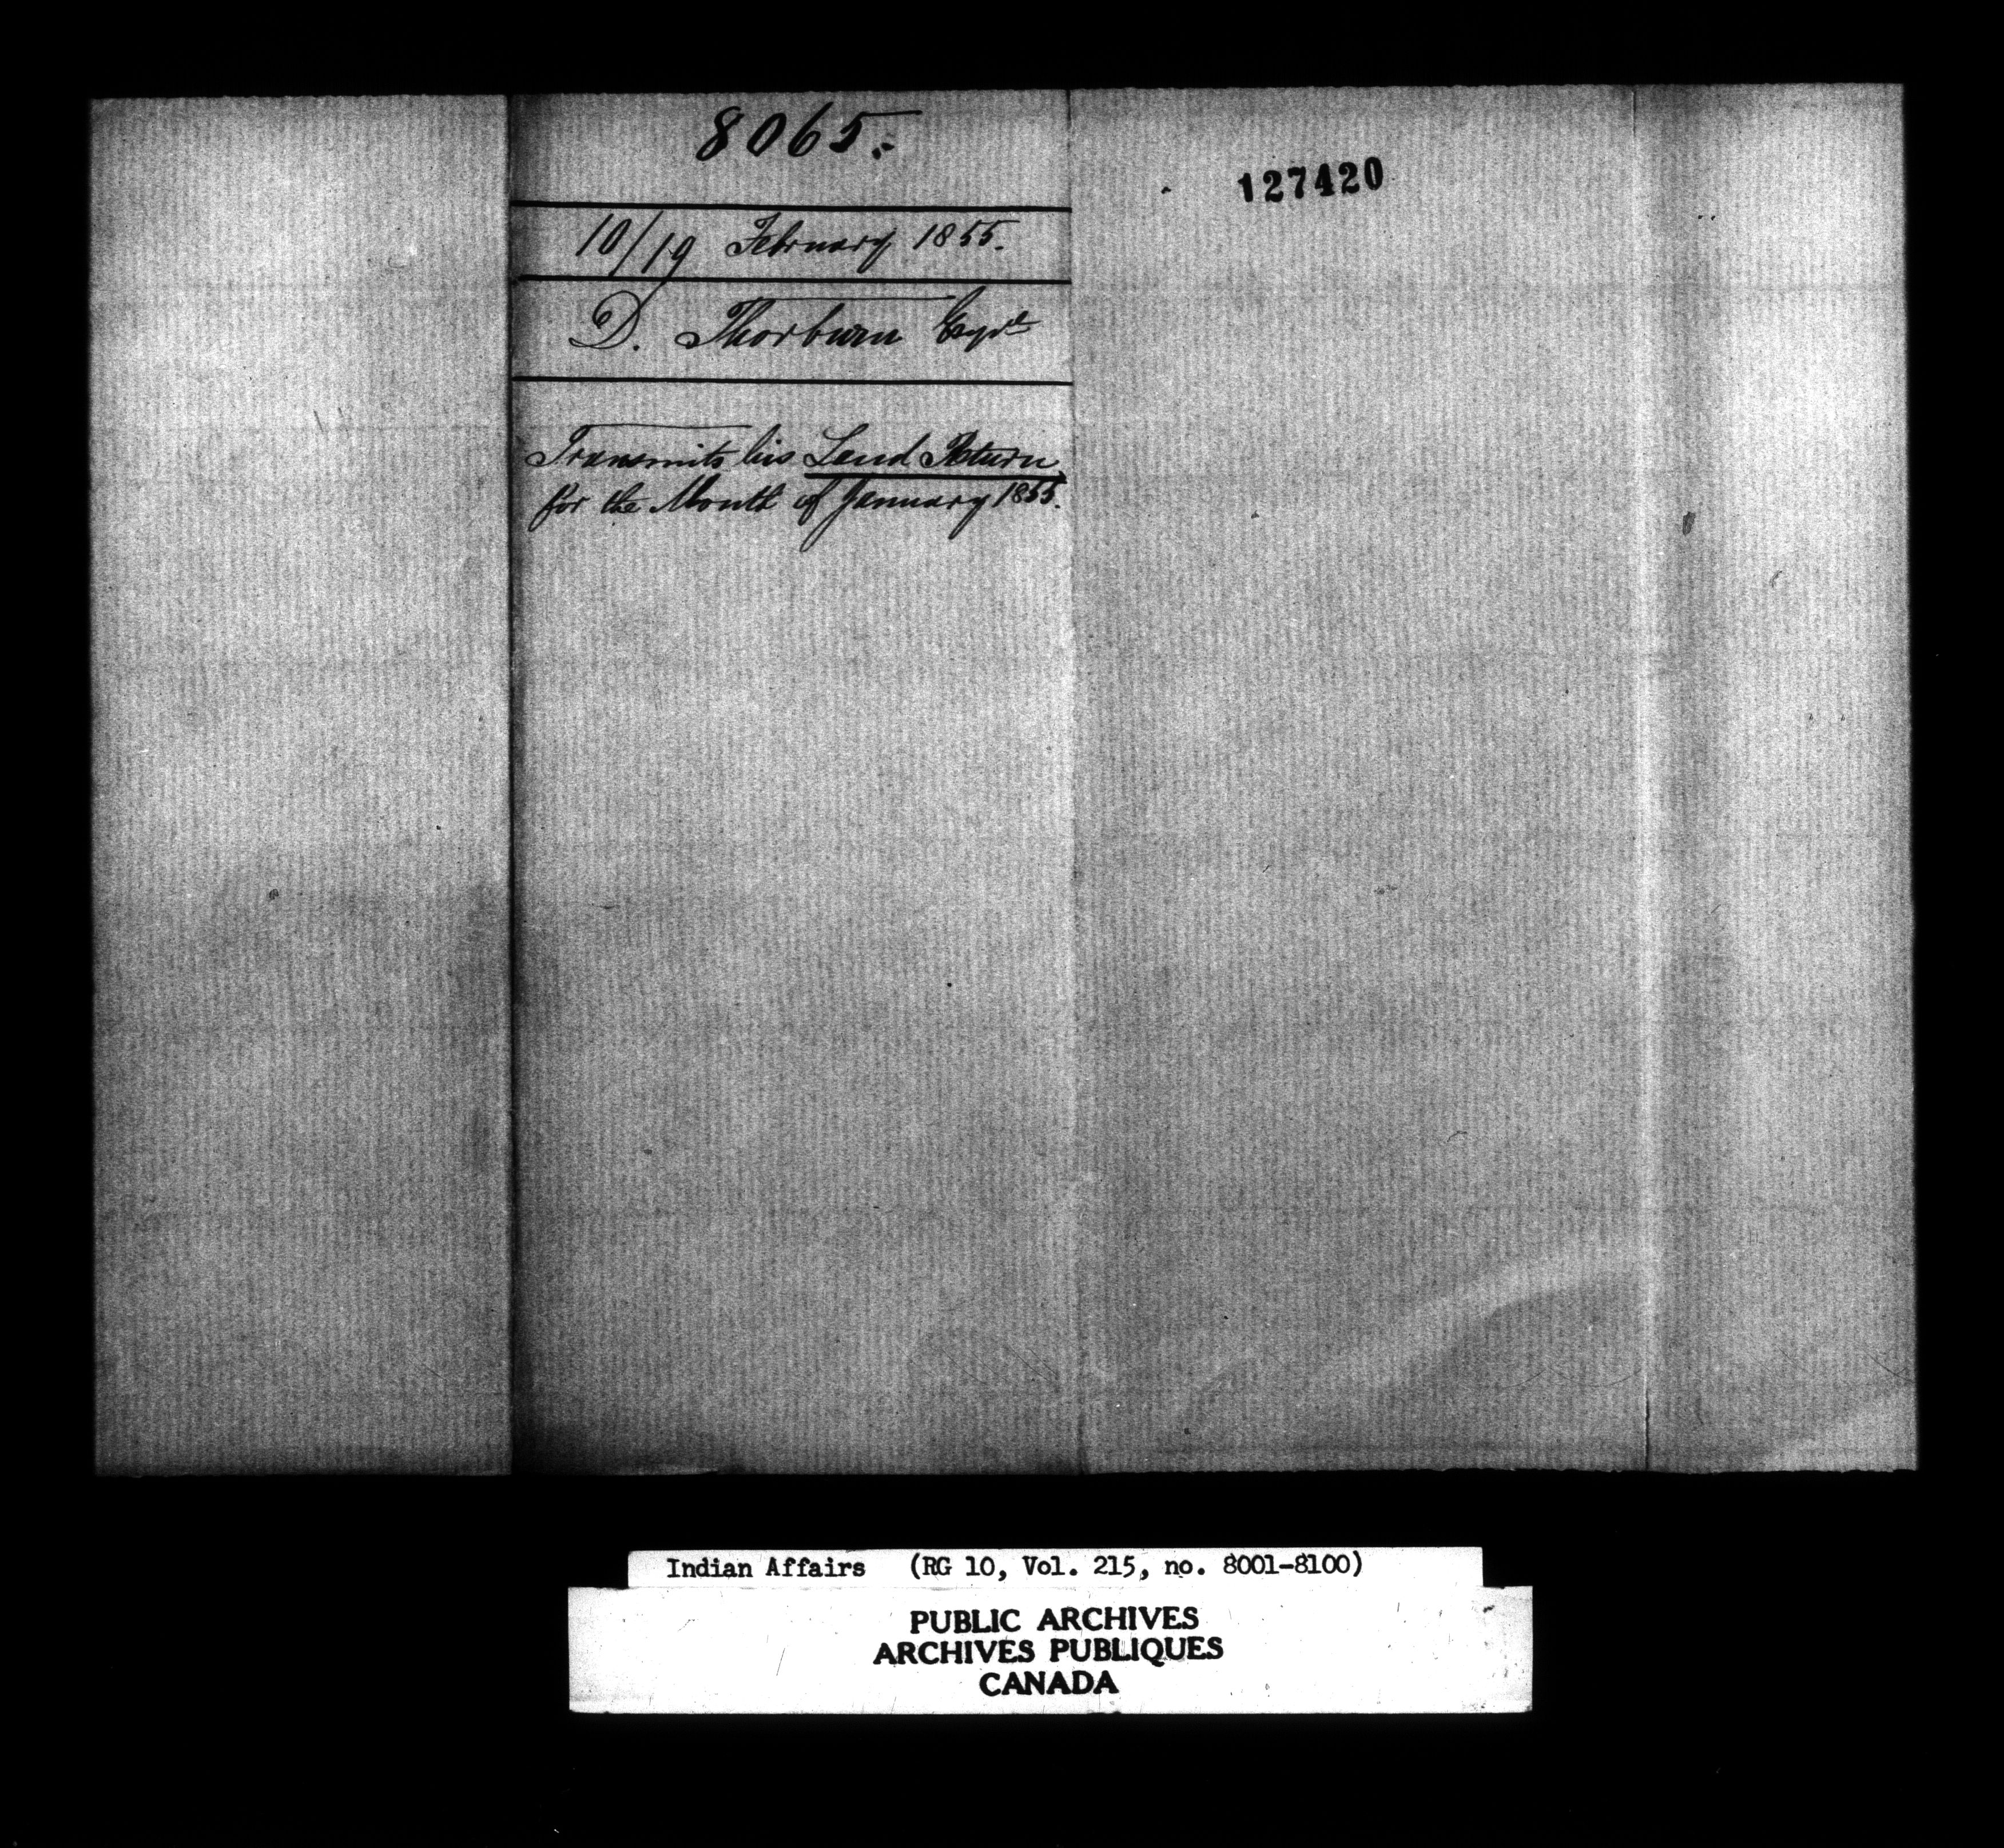 8065.
127420
10/19 February 1855.
D. Thorburn Esqre
Transmits his Land Return
for the Month of January 1855.
Indian Affairs (RG 10, Vol. 215, no. 8001-8100)
PUBLIC ARCHIVES
ARCHIVES PUBLIQUES
CANADA